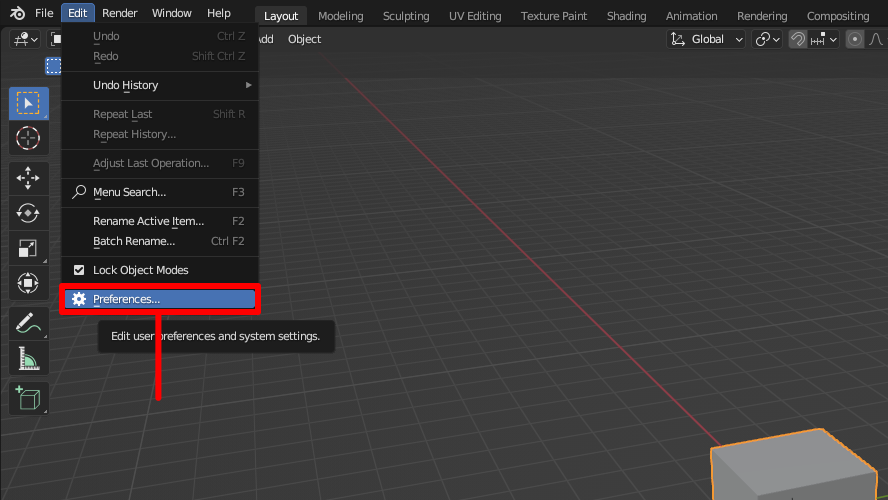 File Edit Render Window Help Layout Modeling Sculpting UV Editing Texture Paint Shading Animation Rendering Compositing
Add Object Global
Undo Ctrl Z
Redo Shift Ctrl Z
Undo History
Repeat Last Shift R
Repeat History...
Adjust Last Operation... F9
Menu Search... F3
Rename Active Item... F2
Batch Rename... Ctrl F2
Lock Object Modes
Preferences...
Edit user preferences and system settings.